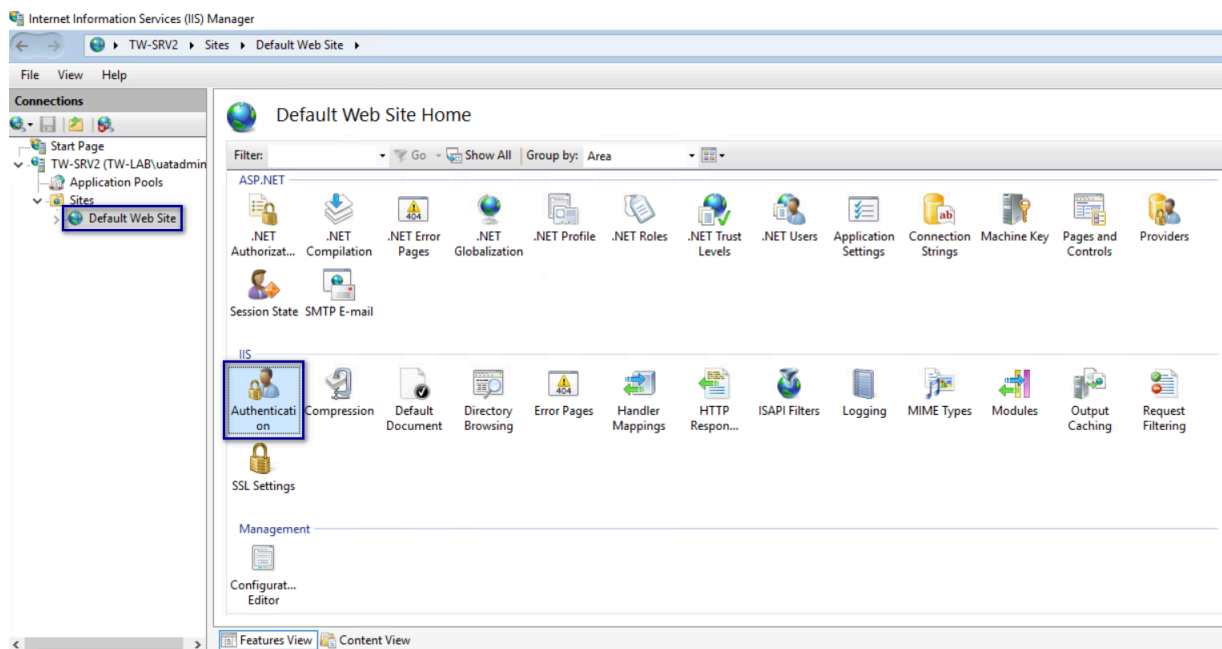 Internet Information Services (IIS) Manager
TW-SRV2 Sites Default Web Site
File View Help
Connections
Start Page
TW-SRV2 (TW-LAB\uatadmin
Application Pools
Sites
Default Web Site
Default Web Site Home
Filter: Go Show All Group by: Area
ASP.NET
.NET Authorizat...
.NET Compilation
.NET Error Pages
.NET Globalization
.NET Profile
.NET Roles
.NET Trust Levels
.NET Users
Application Settings
Connection Strings
Machine Key
Pages and Controls
Providers
Session State
SMTP E-mail
IIS
Authenticati
on
Compression
Default Document
Directory Browsing
Error Pages
Handler Mappings
HTTP Respon...
ISAPI Filters
Logging
MIME Types
Modules
Output Caching
Request Filtering
SSL Settings
Management
Configurat...
Editor
Features View Content View